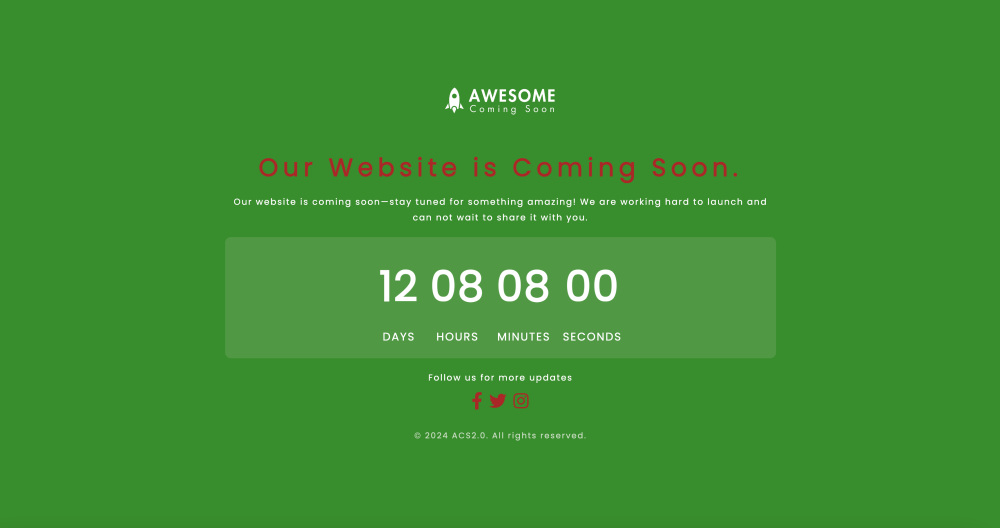 AWESOME
Coming Soon
Our Website is Coming Soon.
Our website is coming soon—stay tuned for something amazing! We are working hard to launch and
can not wait to share it with you.
12 08 08 00
DAYS HOURS MINUTES SECONDS
Follow us for more updates
© 2024 ACS2.0. All rights reserved.